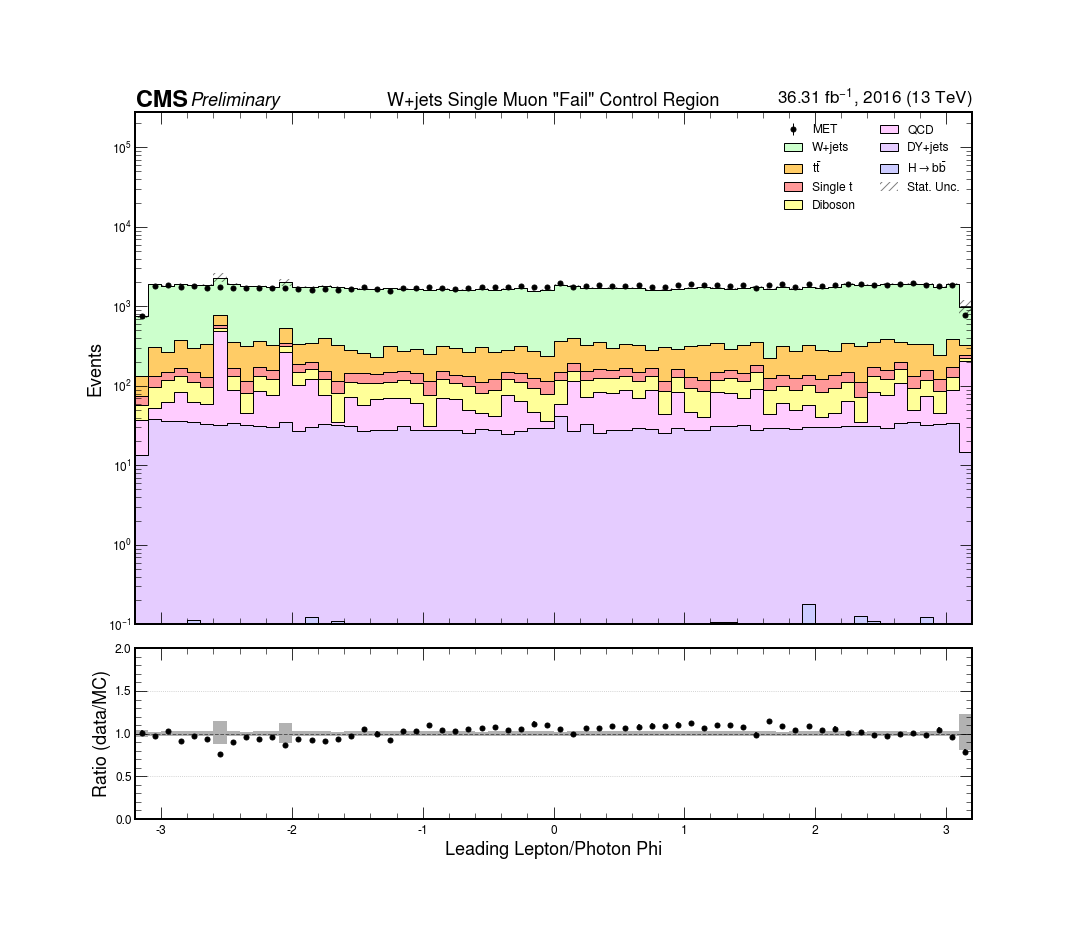 CMS Preliminary
W+jets Single Muon "Fail" Control Region
36.31 fb⁻¹, 2016 (13 TeV)
MET
W+jets
tt̄
Single t
Diboson
QCD
DY+jets
H→bb̄
Stat. Unc.
Events
10⁵
10⁴
10³
10²
10¹
10⁰
10⁻¹
Ratio (data/MC)
2.0
1.5
1.0
0.5
0.0
-3 -2 -1 0 1 2 3
Leading Lepton/Photon Phi